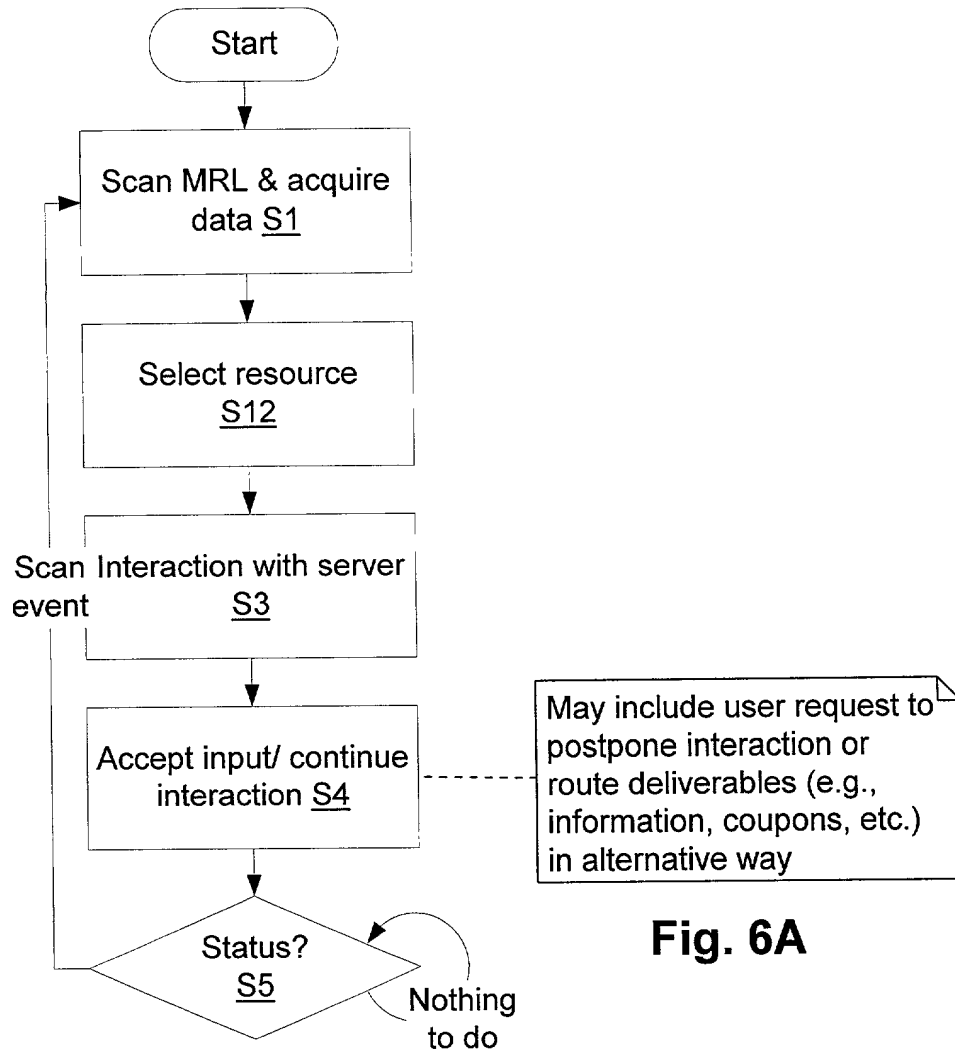 Start
Scan MRL & acquire
data S1
Select resource
S12
Scan
event
Interaction with server
S3
Accept input/ continue
interaction S4
May include user request to
postpone interaction or
route deliverables (e.g.,
information, coupons, etc.)
in alternative way
Status?
S5
Nothing
to do
Fig. 6A